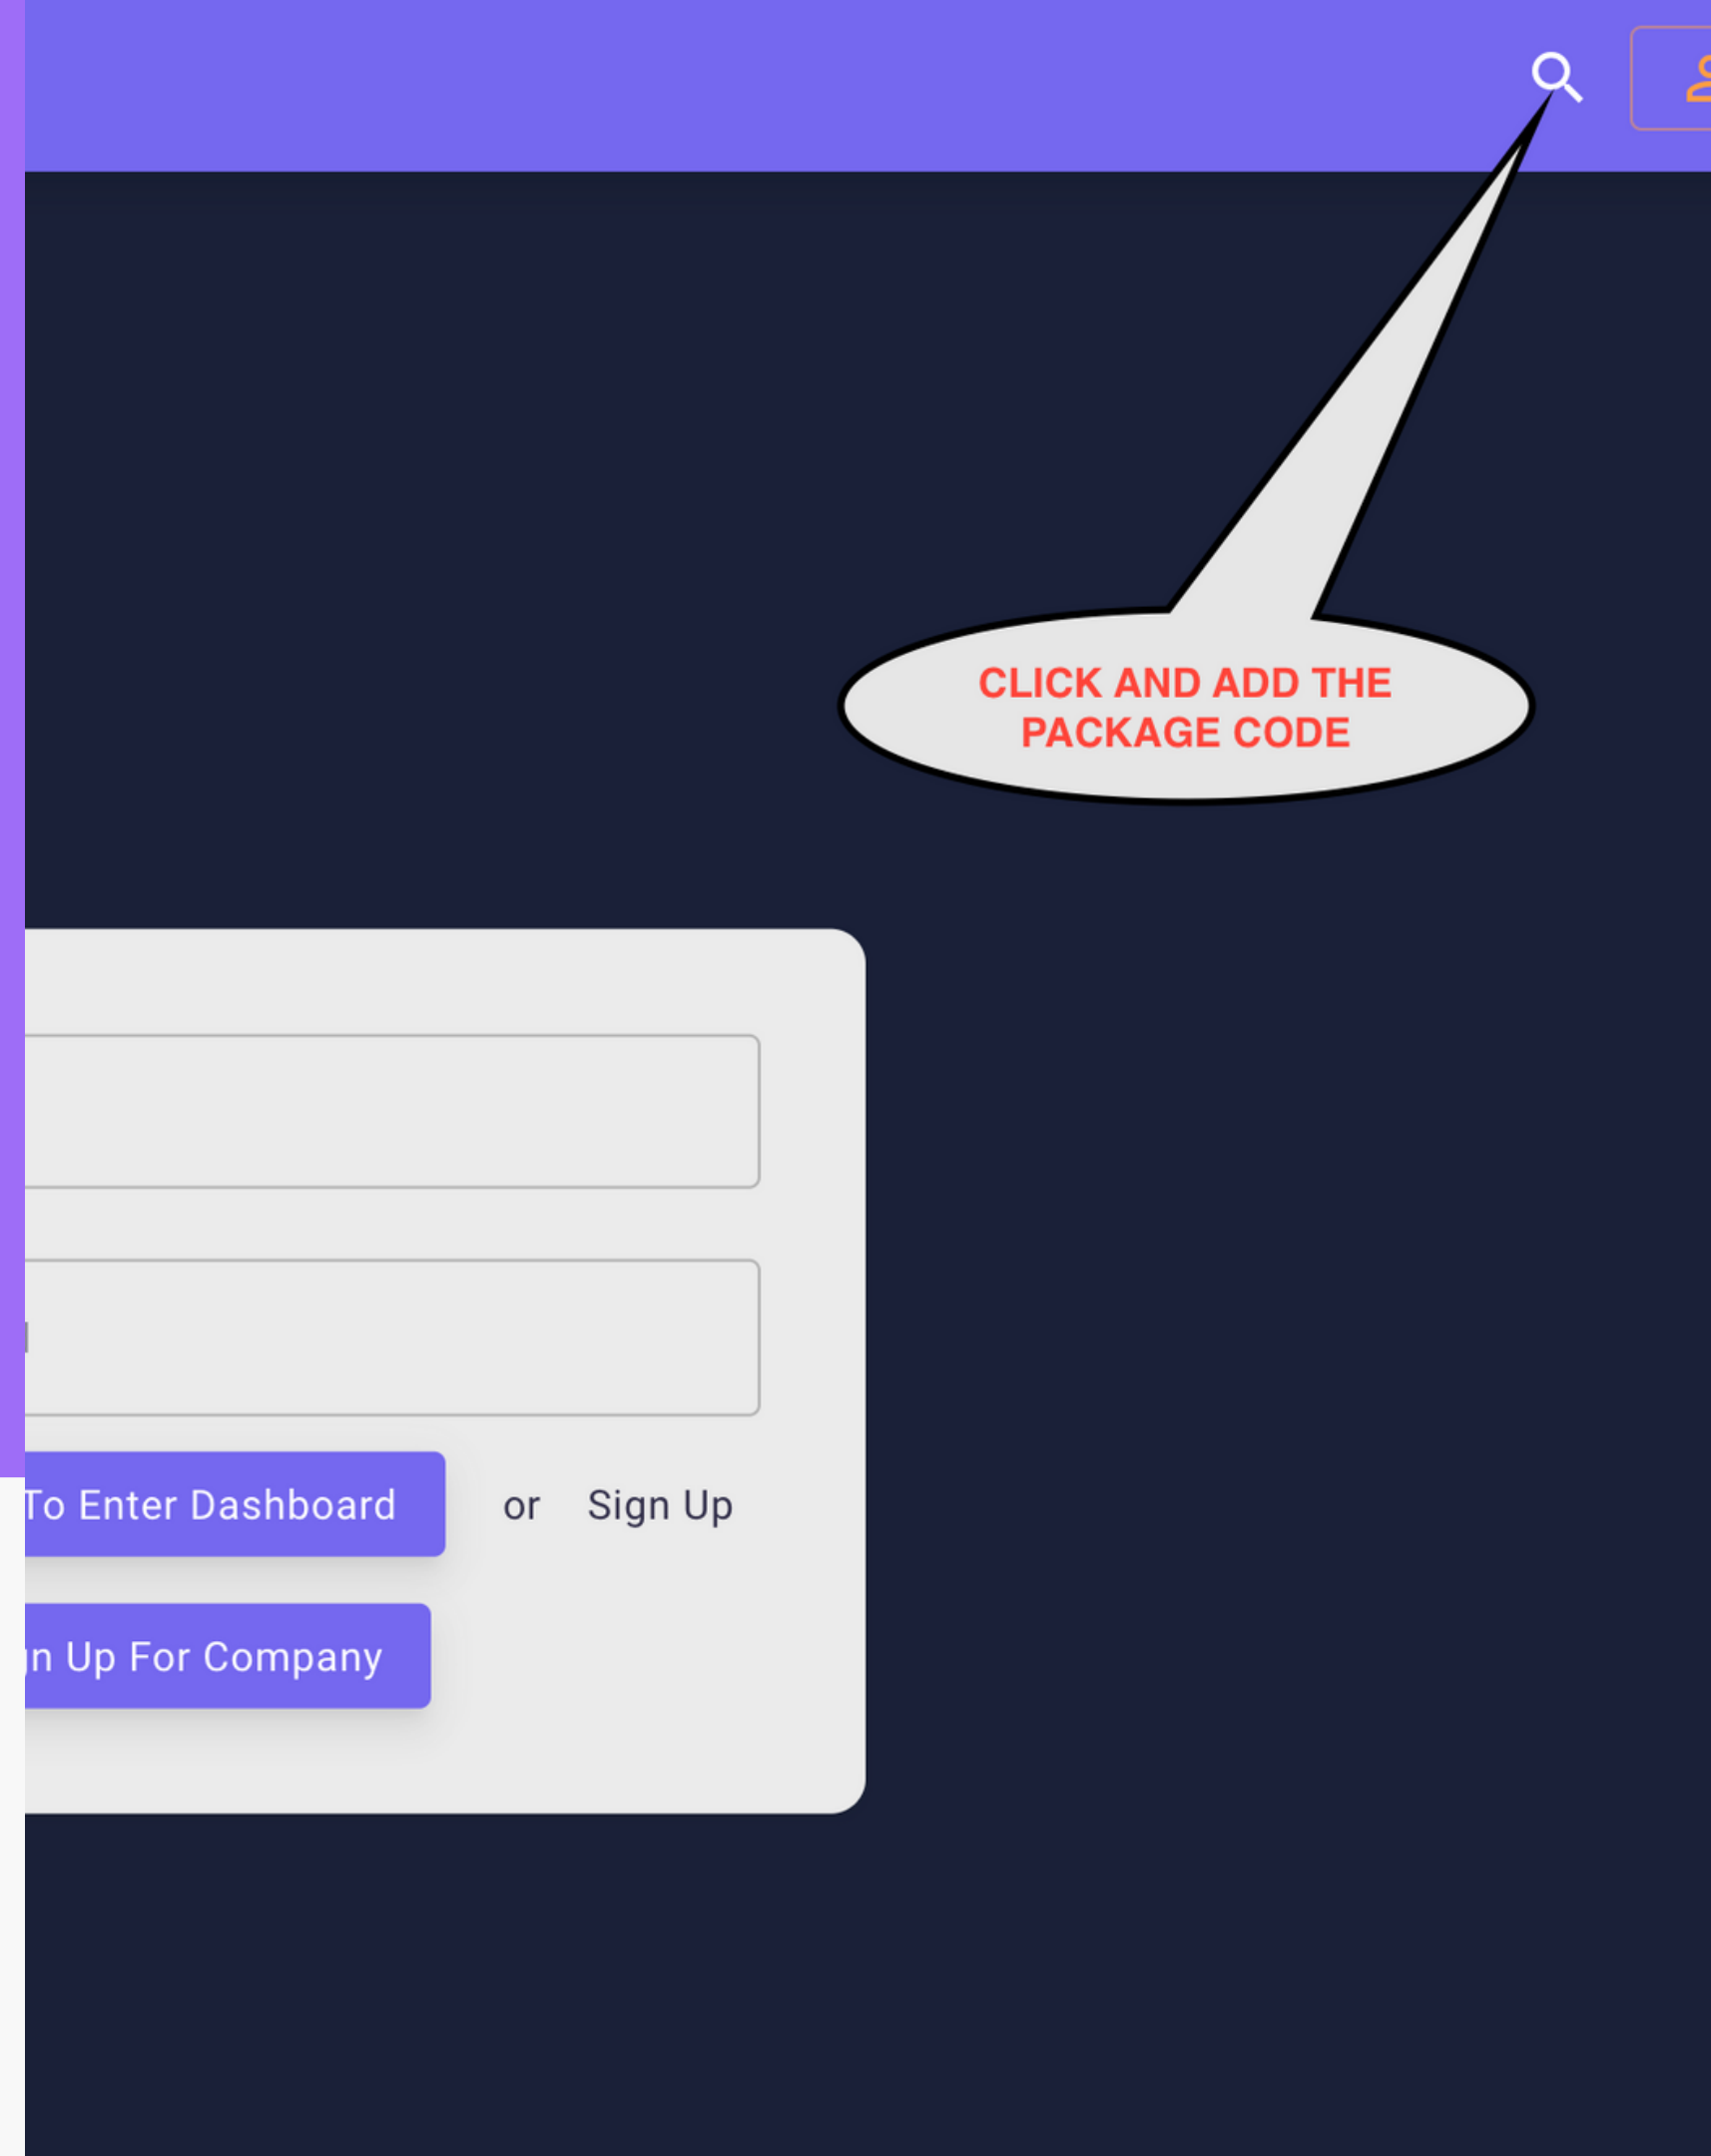 CLICK AND ADD THE
PACKAGE CODE
To Enter Dashboard or Sign Up
Up For Company